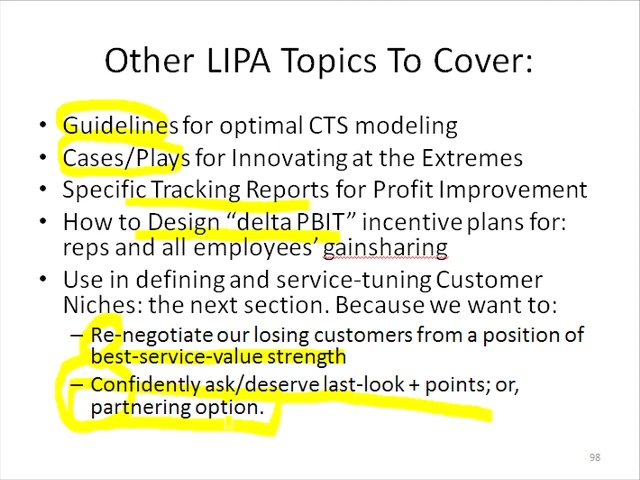 Other LIPA Topics To Cover:
• Guidelines for optimal CTS modeling
• Cases/Plays for Innovating at the Extremes
• Specific Tracking Reports for Profit Improvement
• How to Design “delta PBIT” incentive plans for:
reps and all employees’ gainsharing
• Use in defining and service-tuning Customer
Niches: the next section. Because we want to:
– Re-negotiate our losing customers from a position of
best-service-value strength
– Confidently ask/deserve last-look + points; or,
partnering option.
98